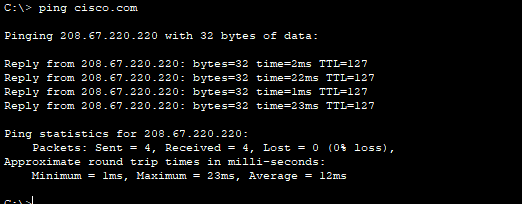 C:\> ping cisco.com
Pinging 208.67.220.220 with 32 bytes of data:
Reply from 208.67.220.220: bytes=32 time=2ms TTL=127
Reply from 208.67.220.220: bytes=32 time=22ms TTL=127
Reply from 208.67.220.220: bytes=32 time=1ms TTL=127
Reply from 208.67.220.220: bytes=32 time=23ms TTL=127
Ping statistics for 208.67.220.220:
Packets: Sent = 4, Received = 4, Lost = 0 (0% loss),
Approximate round trip times in milli-seconds:
Minimum = 1ms, Maximum = 23ms, Average = 12ms
C:\>